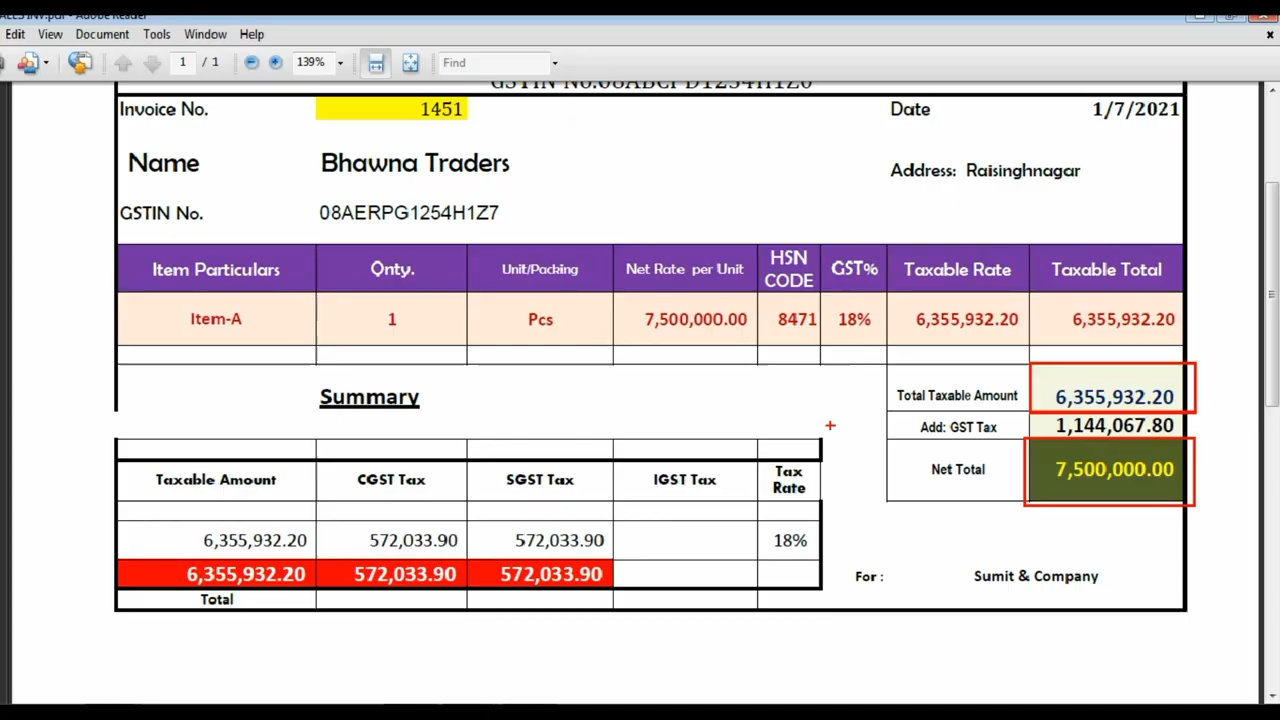 Edit View Document Tools Window Help
1 / 1 139% Find
Invoice No. 1451 Date 1/7/2021
Name Bhawna Traders Address: Raisinghnagar
GSTIN No. 08AERPG1254H1Z7
Item Particulars Qnty. Unit/Packing Net Rate per Unit HSN CODE GST% Taxable Rate Taxable Total
Item-A 1 Pcs 7,500,000.00 8471 18% 6,355,932.20 6,355,932.20
Summary Total Taxable Amount 6,355,932.20
Add: GST Tax 1,144,067.80
Net Total 7,500,000.00
Taxable Amount CGST Tax SGST Tax IGST Tax Tax Rate
6,355,932.20 572,033.90 572,033.90 18%
6,355,932.20 572,033.90 572,033.90
For : Sumit & Company
Total